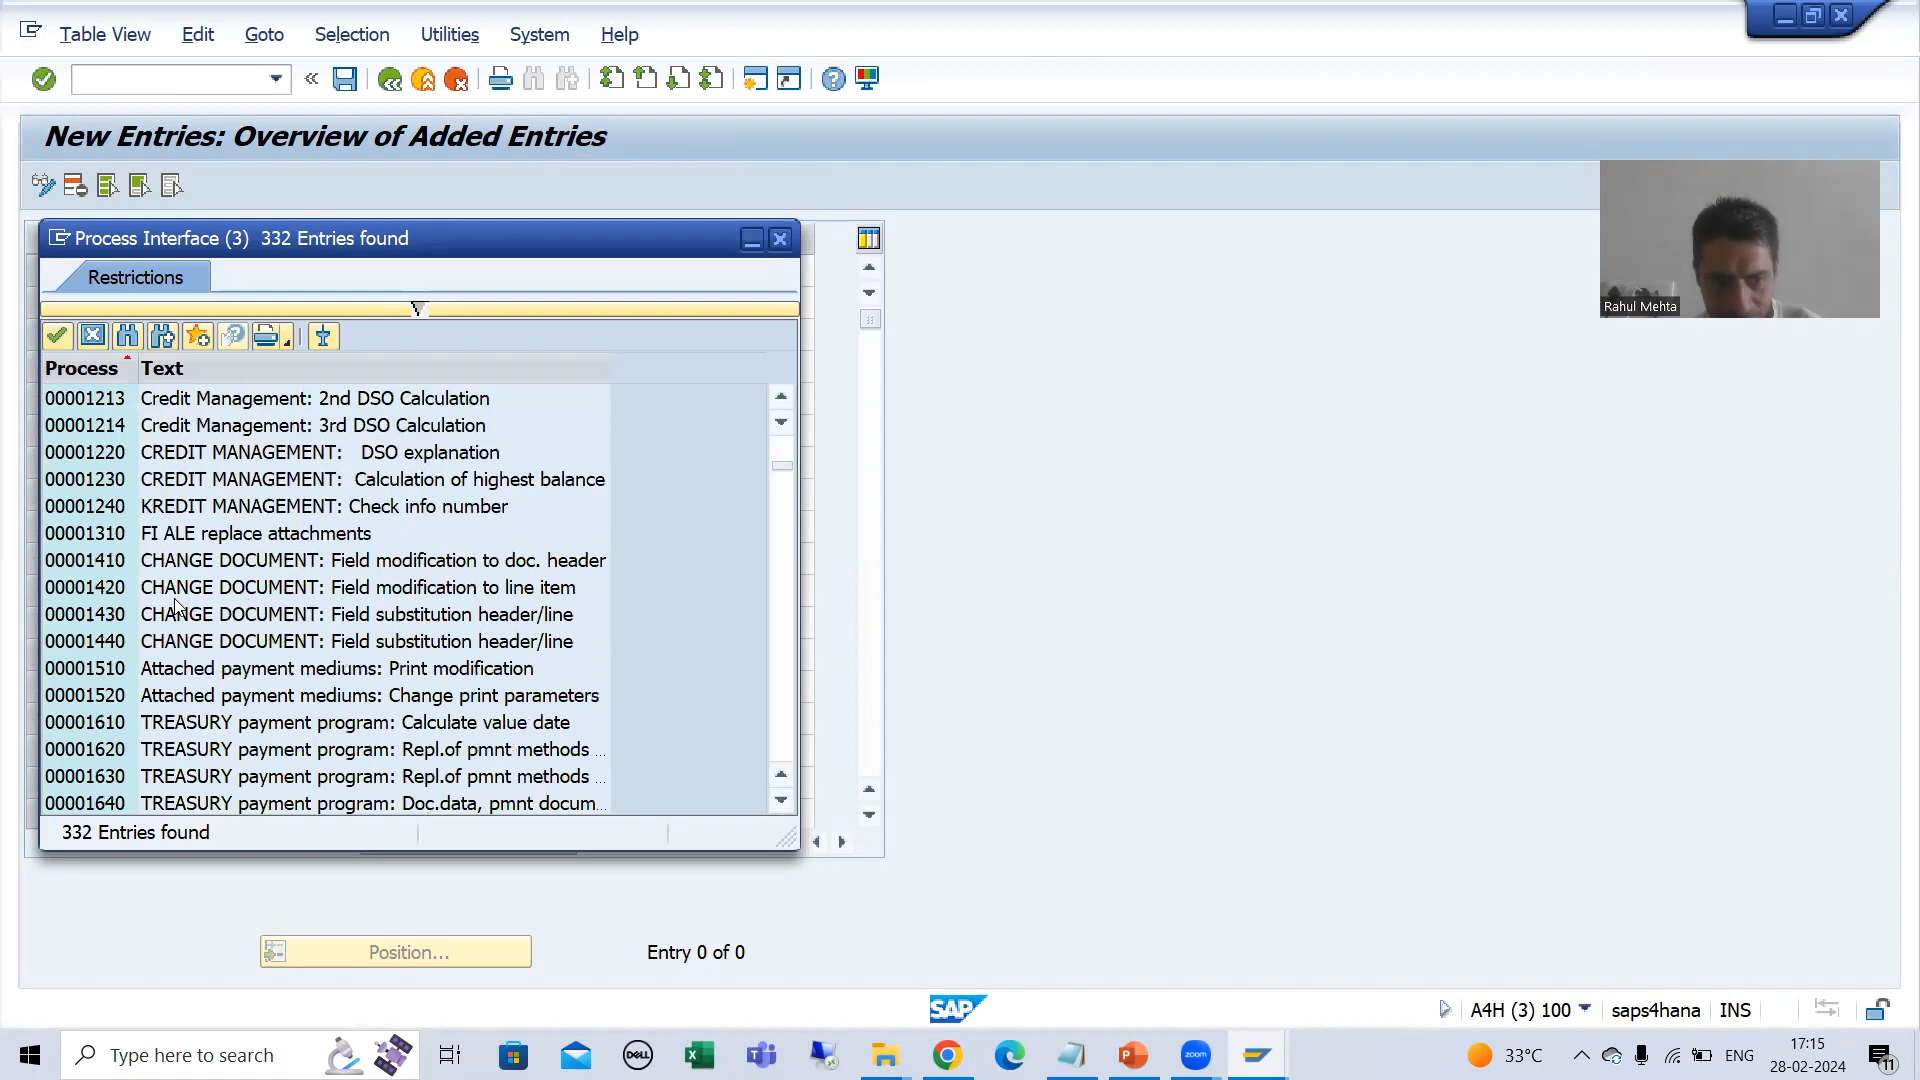 Table View Edit Goto Selection Utilities System Help
New Entries: Overview of Added Entries
Rahul Mehta
Process Interface (3) 332 Entries found
Restrictions
Process Text
00001213 Credit Management: 2nd DSO Calculation
00001214 Credit Management: 3rd DSO Calculation
00001220 CREDIT MANAGEMENT: DSO explanation
00001230 CREDIT MANAGEMENT: Calculation of highest balance
00001240 KREDIT MANAGEMENT: Check info number
00001310 FI ALE replace attachments
00001410 CHANGE DOCUMENT: Field modification to doc. header
00001420 CHANGE DOCUMENT: Field modification to line item
00001430 CHANGE DOCUMENT: Field substitution header/line
00001440 CHANGE DOCUMENT: Field substitution header/line
00001510 Attached payment mediums: Print modification
00001520 Attached payment mediums: Change print parameters
00001610 TREASURY payment program: Calculate value date
00001620 TREASURY payment program: Repl.of pmnt methods ...
00001630 TREASURY payment program: Repl.of pmnt methods ...
00001640 TREASURY payment program: Doc.data, pmnt docum...
332 Entries found
Position... Entry 0 of 0
SAP
A4H (3) 100 saps4hana INS
Type here to search
DELL
zoom
33°C ENG
17:15
28-02-2024
11